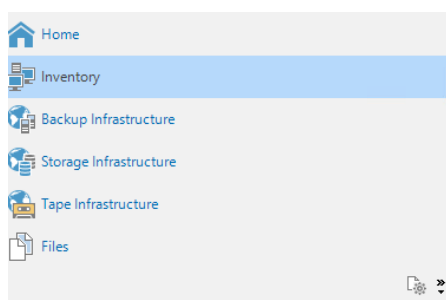 Home
Inventory
Backup Infrastructure
Storage Infrastructure
Tape Infrastructure
Files